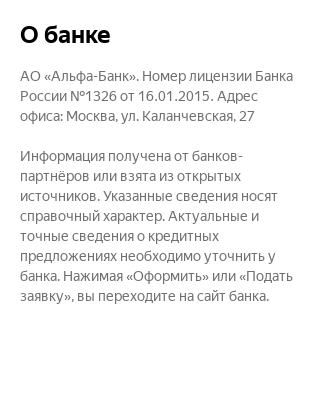 О банке
АО «Альфа-Банк». Номер лицензии Банка
России №1326 от 16.01.2015. Адрес
офиса: Москва, ул. Каланчевская, 27
Информация получена от банков-
партнёров или взята из открытых
источников. Указанные сведения носят
справочный характер. Актуальные и
точные сведения о кредитных
предложениях необходимо уточнить у
банка. Нажимая «Оформить» или «Подать
заявку», вы переходите на сайт банка.